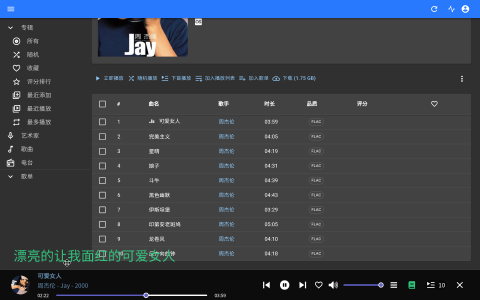 专辑
所有
随机
收藏
评分排行
最近添加
最近播放
最多播放
艺术家
歌曲
电台
歌单
周 杰 伦
Jay
立即播放 随机播放 下首播放 加入播放列表 加入歌单 下载 (1.75 GB)
# 曲名 歌手 时长 品质 评分
1 可爱女人 周杰伦 03:59 FLAC
2 完美主义 周杰伦 04:05 FLAC
3 星晴 周杰伦 04:19 FLAC
4 娘子 周杰伦 04:31 FLAC
5 斗牛 周杰伦 04:39 FLAC
6 黑色幽默 周杰伦 04:43 FLAC
7 伊斯坦堡 周杰伦 03:29 FLAC
8 印第安老斑鸠 周杰伦 05:05 FLAC
9 龙卷风 周杰伦 04:10 FLAC
10 周杰伦 04:18 FLAC
漂亮的让我面红的可爱女人
可爱女人
周杰伦 - Jay - 2000
02:22 03:59
10